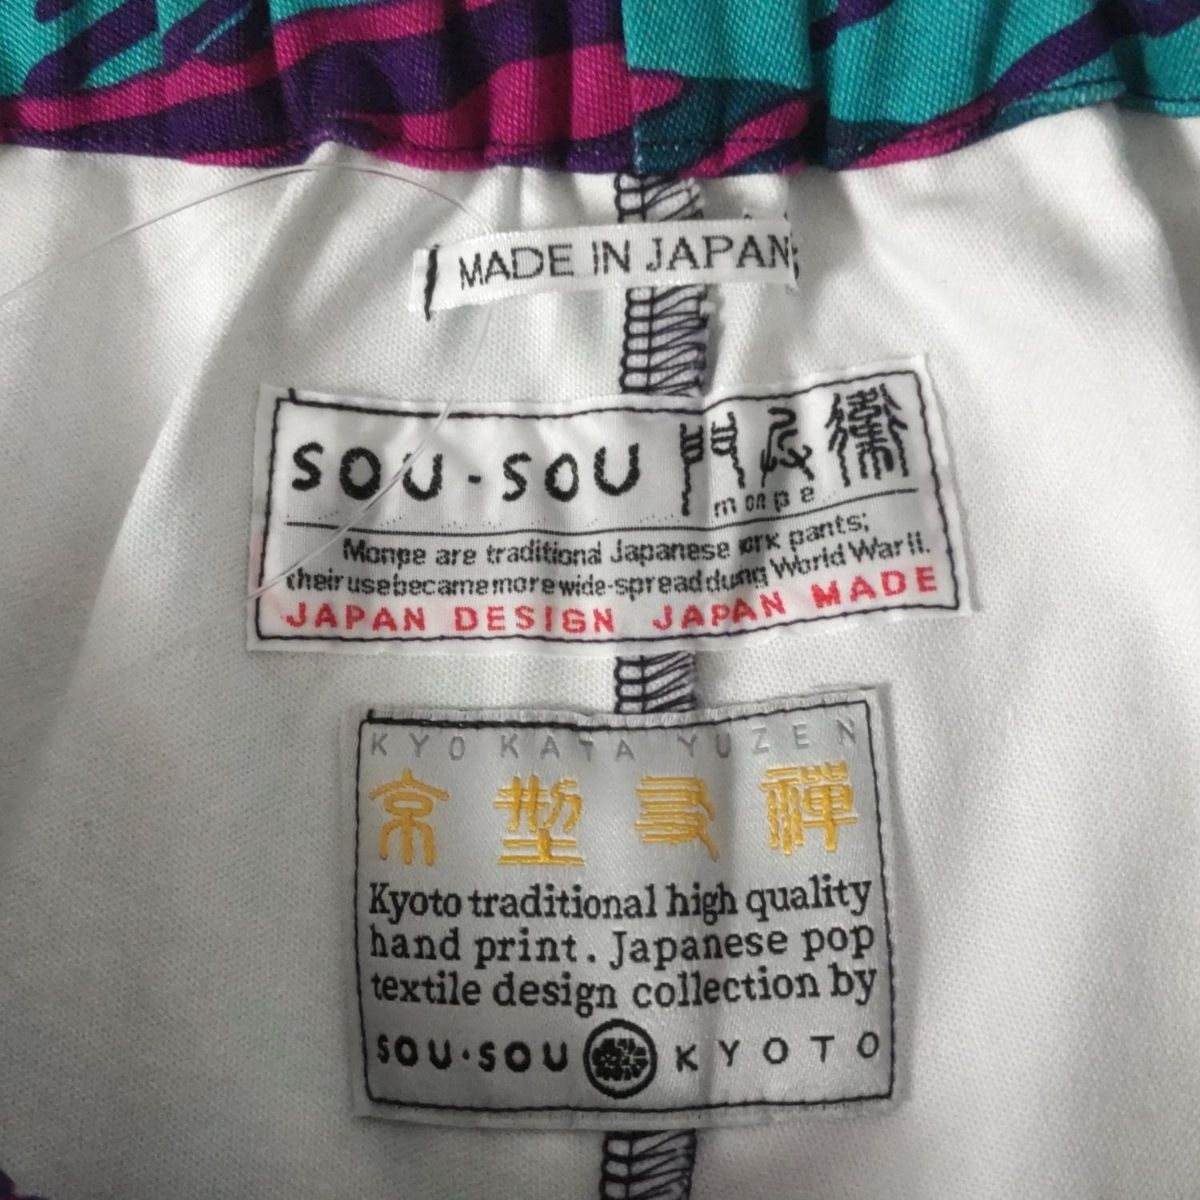 MADE IN JAPAN
SOU・SOU 門呂衛
monpe
Monpe are traditional Japanese work pants;
their use became more wide-spread during World War II.
JAPAN DESIGN JAPAN MADE
KYO KATA YUZEN
京型友禅
Kyoto traditional high quality
hand print. Japanese pop
textile design collection by
SOU・SOU KYOTO